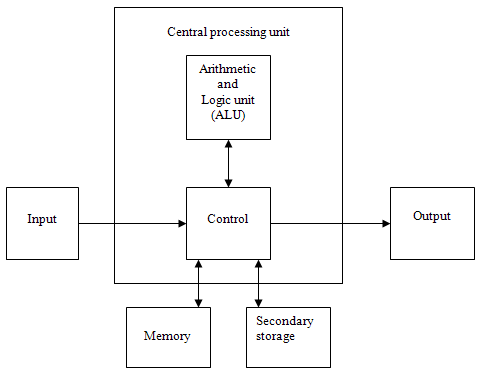 Central processing unit
Arithmetic
and
Logic unit
(ALU)
Input
Control
Output
Memory
Secondary
storage